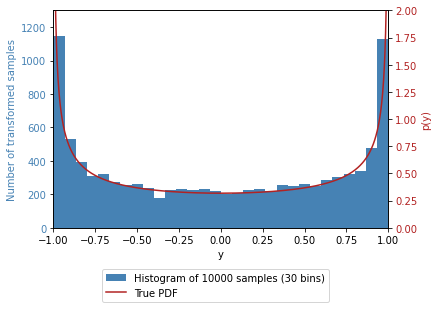 Number of transformed samples
1200
1000
800
600
400
200
0
2.00
1.75
1.50
1.25
1.00
0.75
0.50
0.25
0.00
p(y)
−1.00 −0.75 −0.50 −0.25 0.00 0.25 0.50 0.75 1.00
y
Histogram of 10000 samples (30 bins)
True PDF